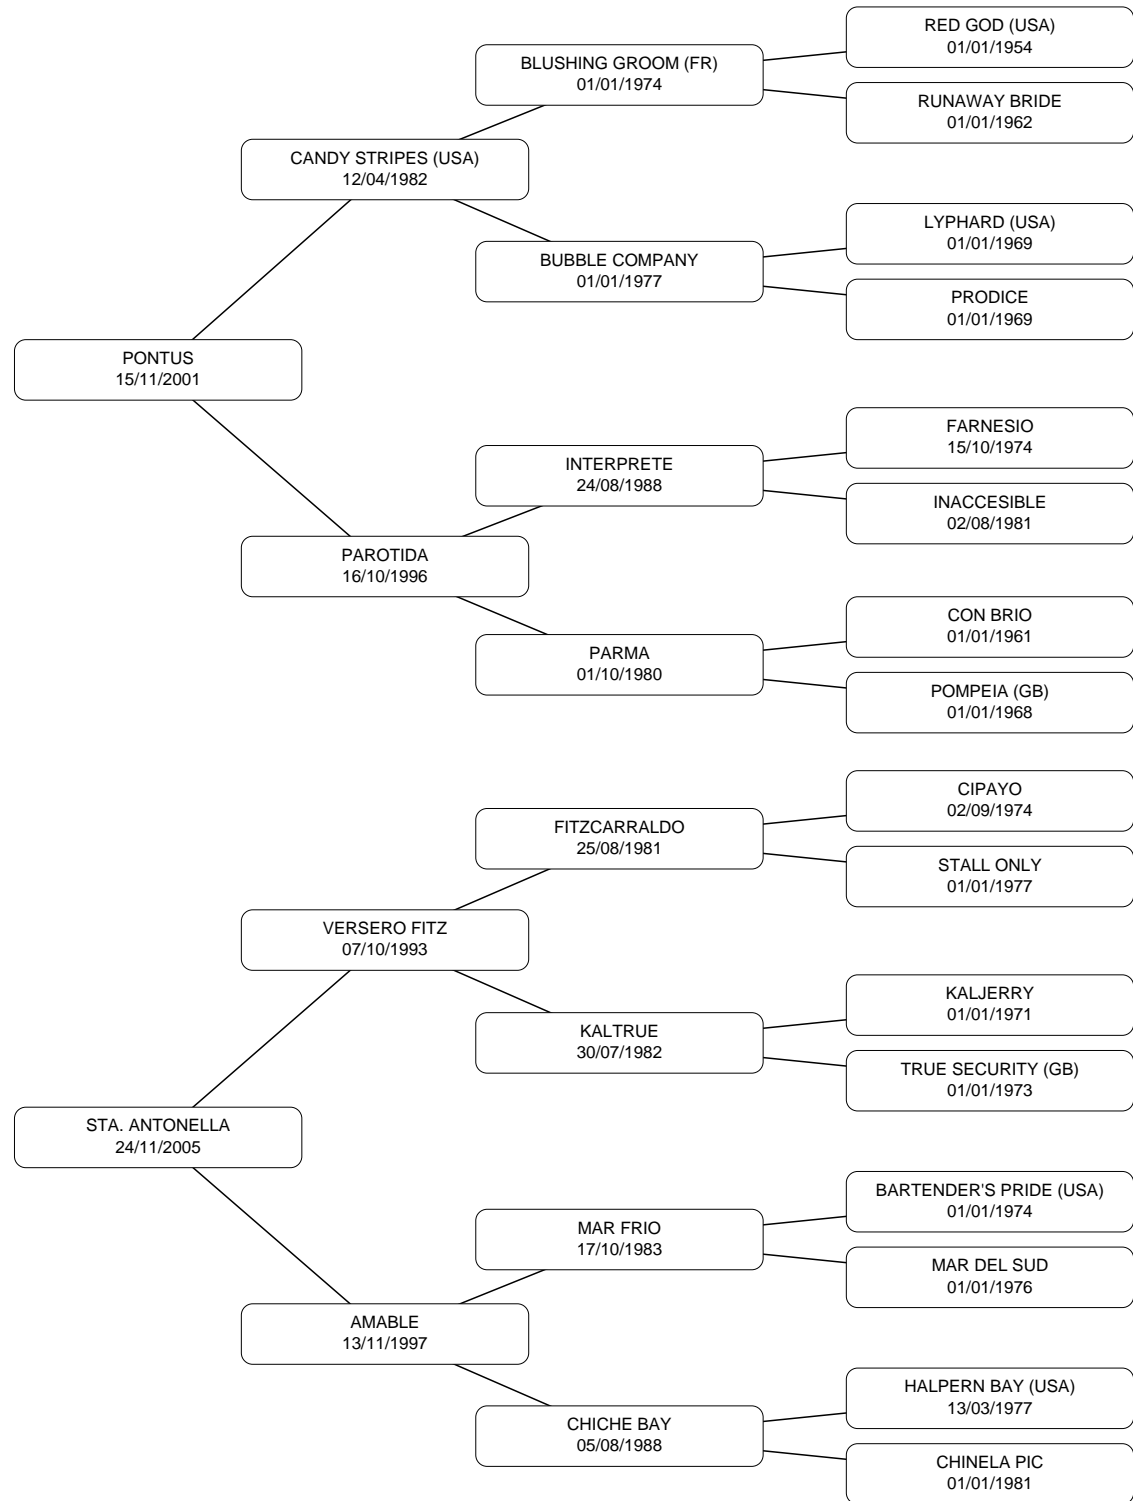 RED GOD (USA)
01/01/1954
BLUSHING GROOM (FR)
01/01/1974
RUNAWAY BRIDE
01/01/1962
CANDY STRIPES (USA)
12/04/1982
LYPHARD (USA)
01/01/1969
BUBBLE COMPANY
01/01/1977
PRODICE
01/01/1969
PONTUS
15/11/2001
FARNESIO
15/10/1974
INTERPRETE
24/08/1988
INACCESIBLE
02/08/1981
PAROTIDA
16/10/1996
CON BRIO
01/01/1961
PARMA
01/10/1980
POMPEIA (GB)
01/01/1968
CIPAYO
02/09/1974
FITZCARRALDO
25/08/1981
STALL ONLY
01/01/1977
VERSERO FITZ
07/10/1993
KALJERRY
01/01/1971
KALTRUE
30/07/1982
TRUE SECURITY (GB)
01/01/1973
STA. ANTONELLA
24/11/2005
BARTENDER'S PRIDE (USA)
01/01/1974
MAR FRIO
17/10/1983
MAR DEL SUD
01/01/1976
AMABLE
13/11/1997
HALPERN BAY (USA)
13/03/1977
CHICHE BAY
05/08/1988
CHINELA PIC
01/01/1981